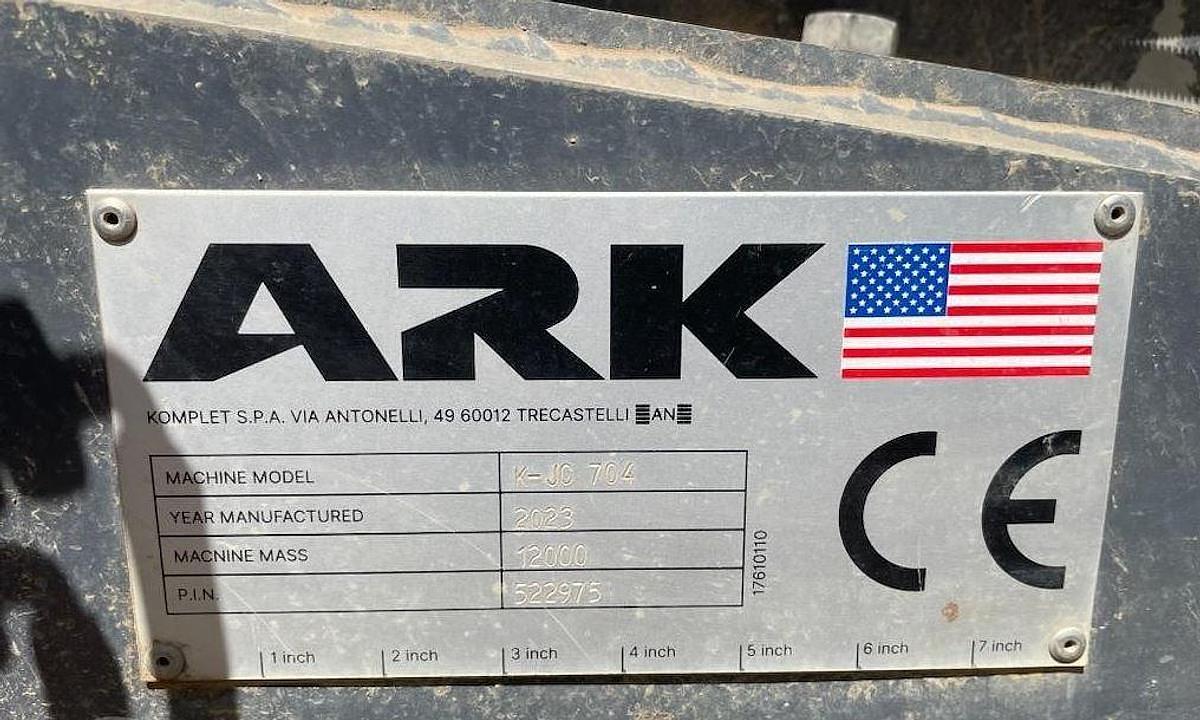 ARK
KOMPLET S.P.A. VIA ANTONELLI, 49 60012 TRECASTELLI ䷀AN䷀
MACHINE MODEL K-JC 704
YEAR MANUFACTURED 2023
MACNINE MASS 12000
P.I.N. 522975
17610110
CE
1 inch 2 inch 3 inch 4 inch 5 inch 6 inch 7 inch